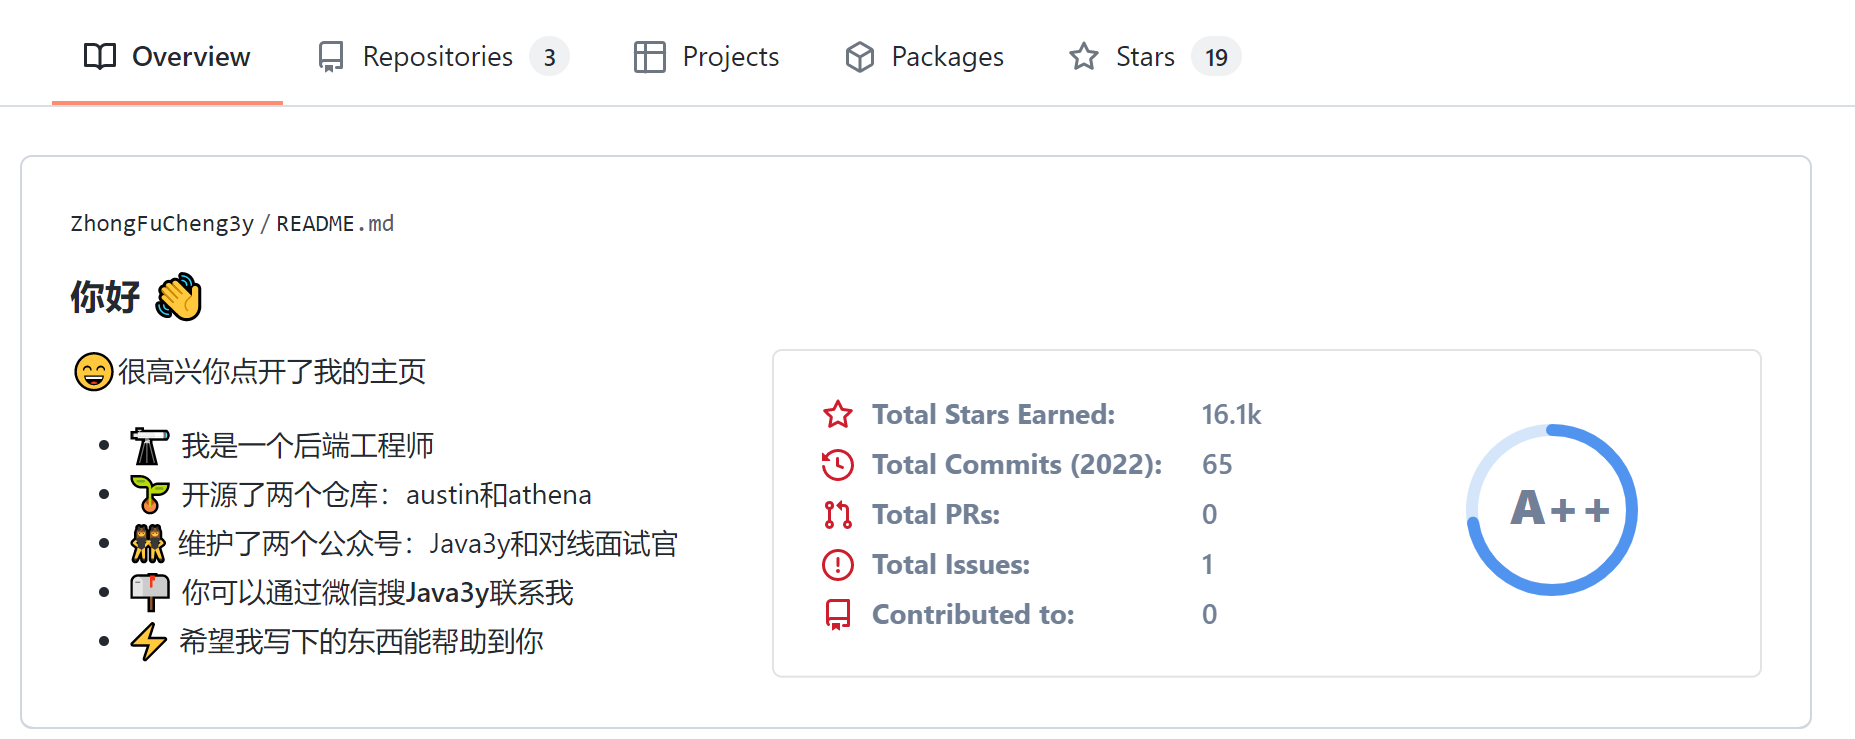 Overview Repositories 3 Projects Packages Stars 19
ZhongFuCheng3y / README.md
你好 👋
😄很高兴你点开了我的主页
🔭 我是一个后端工程师
🌱 开源了两个仓库：austin和athena
👯 维护了两个公众号：Java3y和对线面试官
📫 你可以通过微信搜Java3y联系我
⚡ 希望我写下的东西能帮助到你
Total Stars Earned: 16.1k
Total Commits (2022): 65
Total PRs: 0
Total Issues: 1
Contributed to: 0
A++